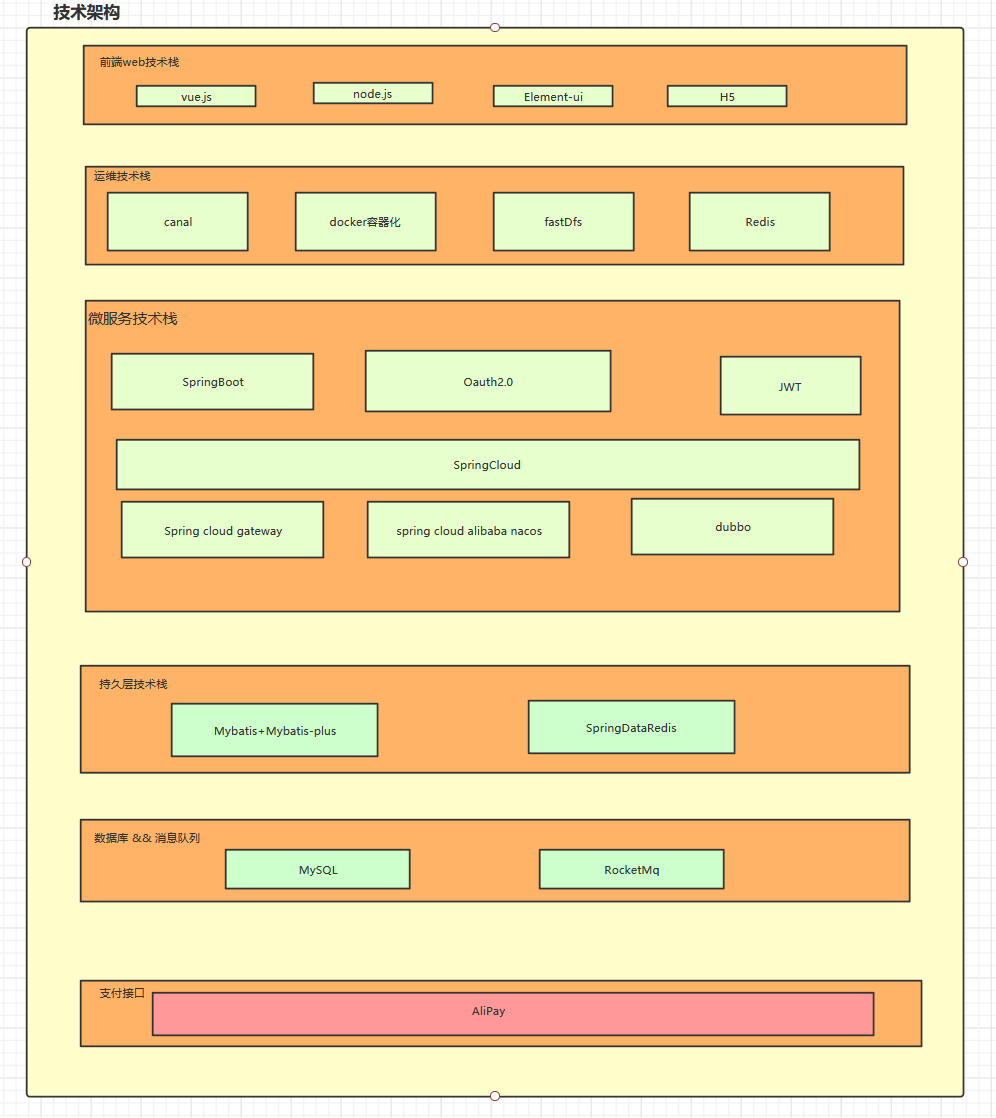 技术架构
前端web技术栈
vue.js
node.js
Element-ui
H5
运维技术栈
canal
docker容器化
fastDfs
Redis
微服务技术栈
SpringBoot
Oauth2.0
JWT
SpringCloud
Spring cloud gateway
spring cloud alibaba nacos
dubbo
持久层技术栈
Mybatis+Mybatis-plus
SpringDataRedis
数据库 && 消息队列
MySQL
RocketMq
支付接口
AliPay